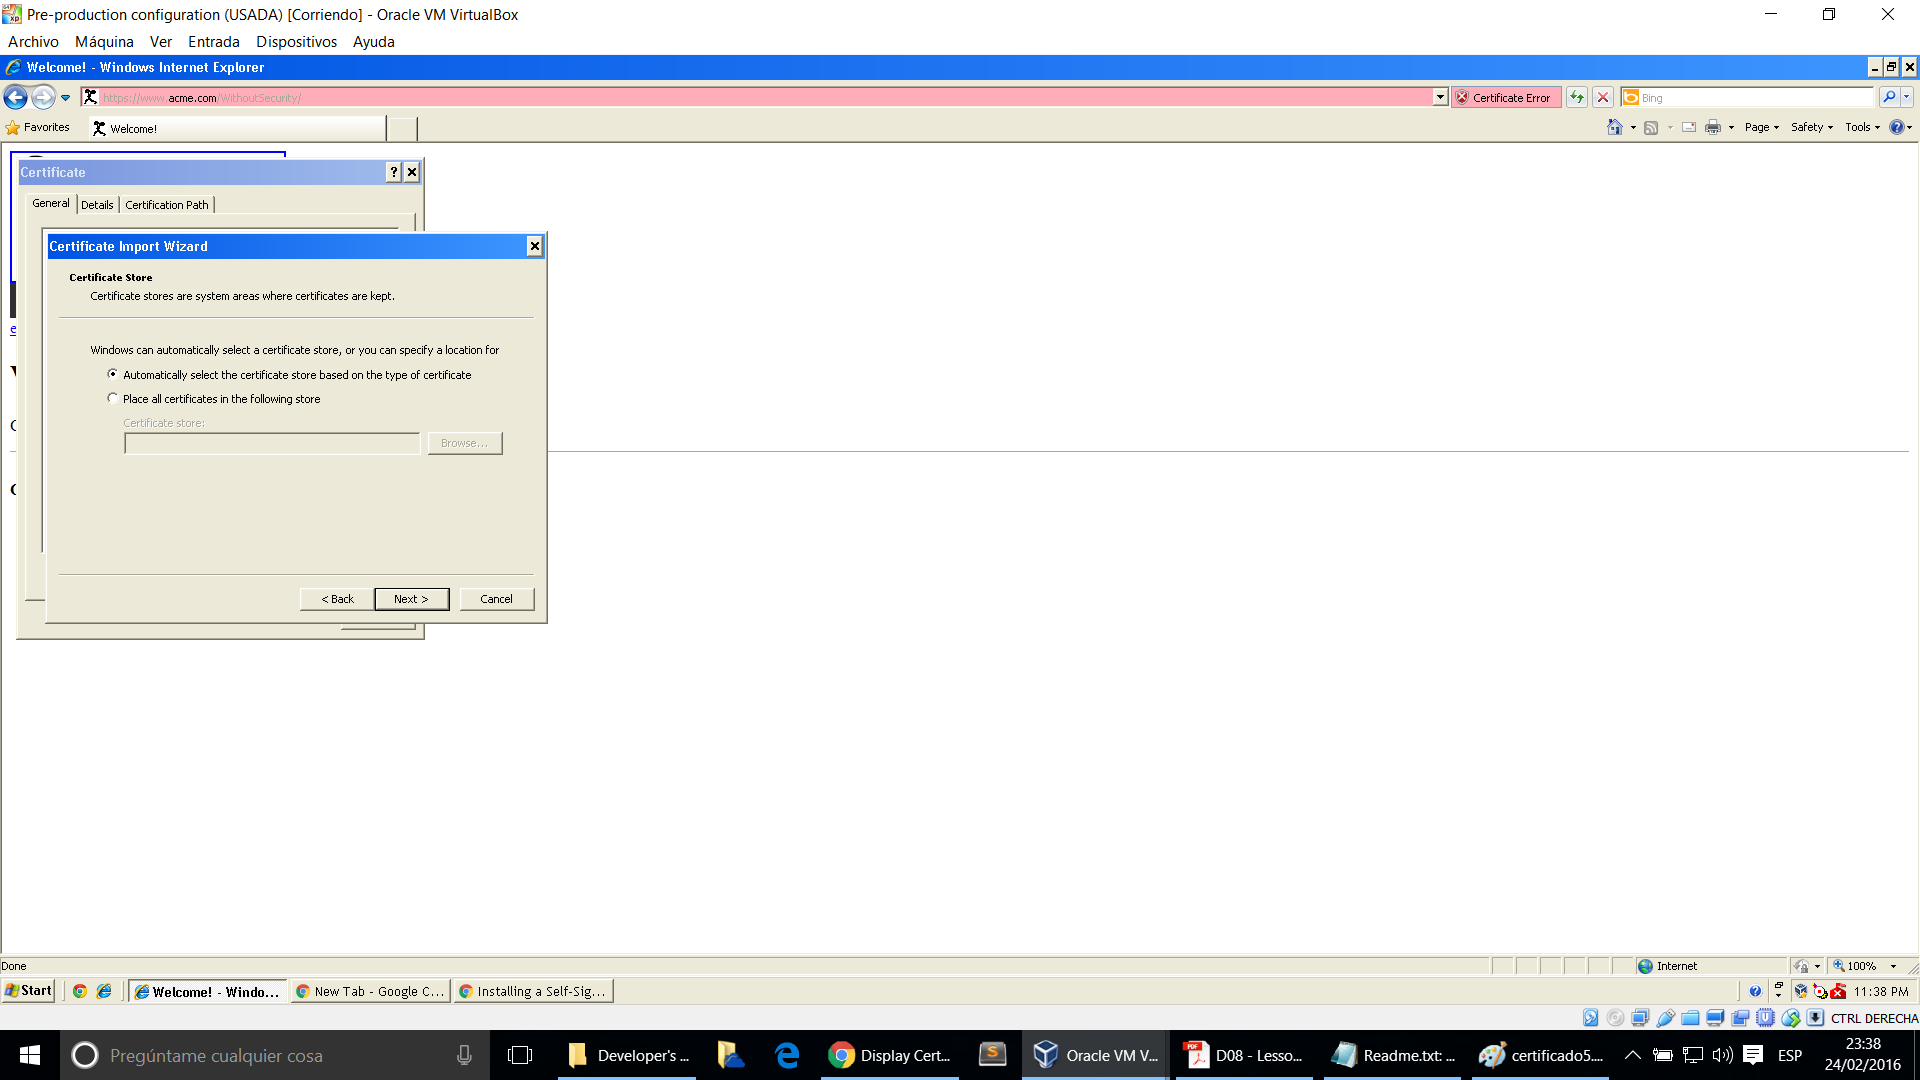 Pre-production configuration (USADA) [Corriendo] - Oracle VM VirtualBox
Archivo Máquina Ver Entrada Dispositivos Ayuda
Welcome! - Windows Internet Explorer
https://www.acme.com/WithoutSecurity/
Certificate Error
Bing
Favorites
Welcome!
Page Safety Tools
Certificate
General Details Certification Path
Certificate Import Wizard
Certificate Store
Certificate stores are system areas where certificates are kept.
Windows can automatically select a certificate store, or you can specify a location for
Automatically select the certificate store based on the type of certificate
Place all certificates in the following store
Certificate store:
Browse...
< Back Next > Cancel
Done
Internet
100%
Start
Welcome! - Windo...
New Tab - Google C...
Installing a Self-Sig...
11:38 PM
CTRL DERECHA
Pregúntame cualquier cosa
Developer's ...
Display Cert...
Oracle VM V...
D08 - Lesso...
Readme.txt: ...
certificado5....
ESP
23:38
24/02/2016